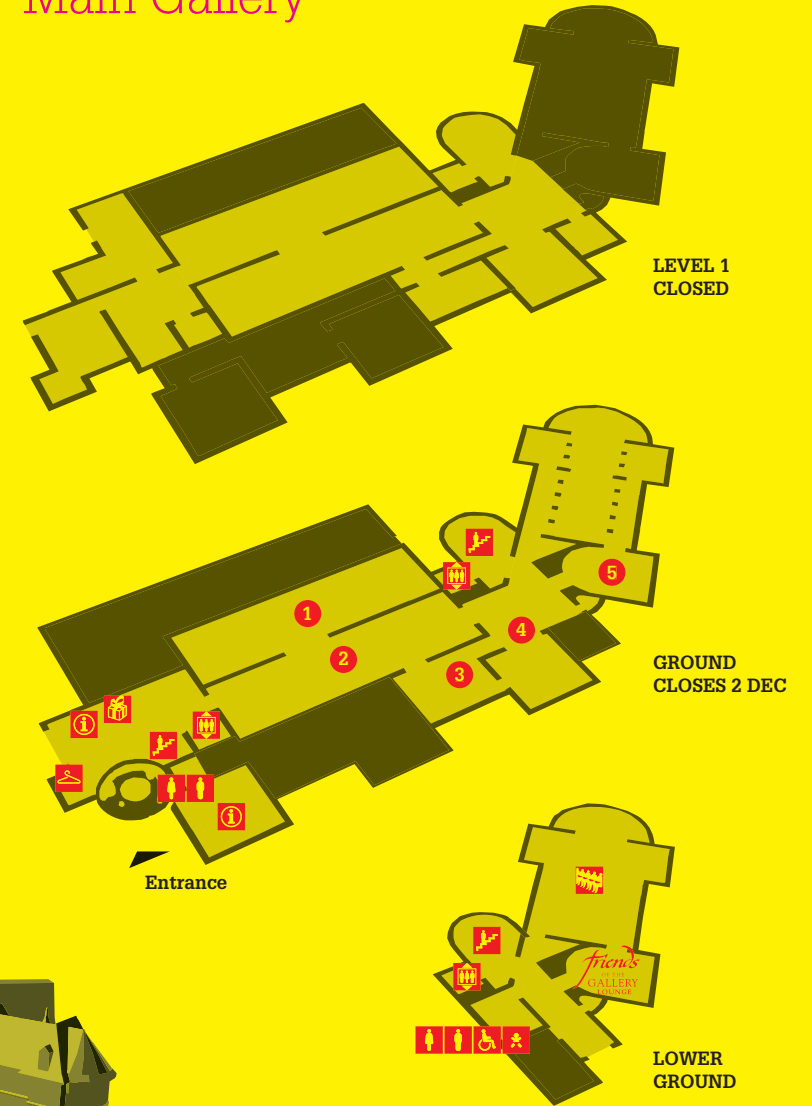 Main Gallery
LEVEL 1
CLOSED
1
2
3
4
5
i
i
GROUND
CLOSES 2 DEC
Entrance
friends
OF THE
GALLERY
LOUNGE
LOWER
GROUND